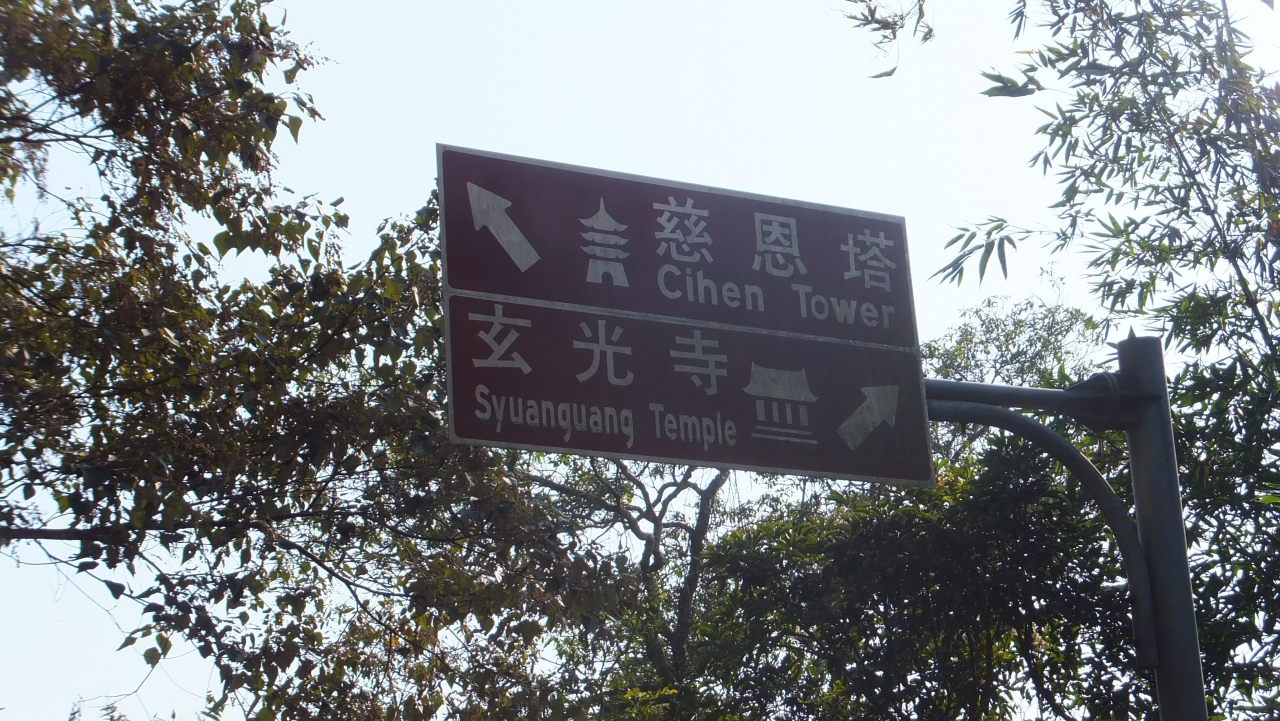 慈恩塔
Cihen Tower
玄光寺
Syuanguang Temple